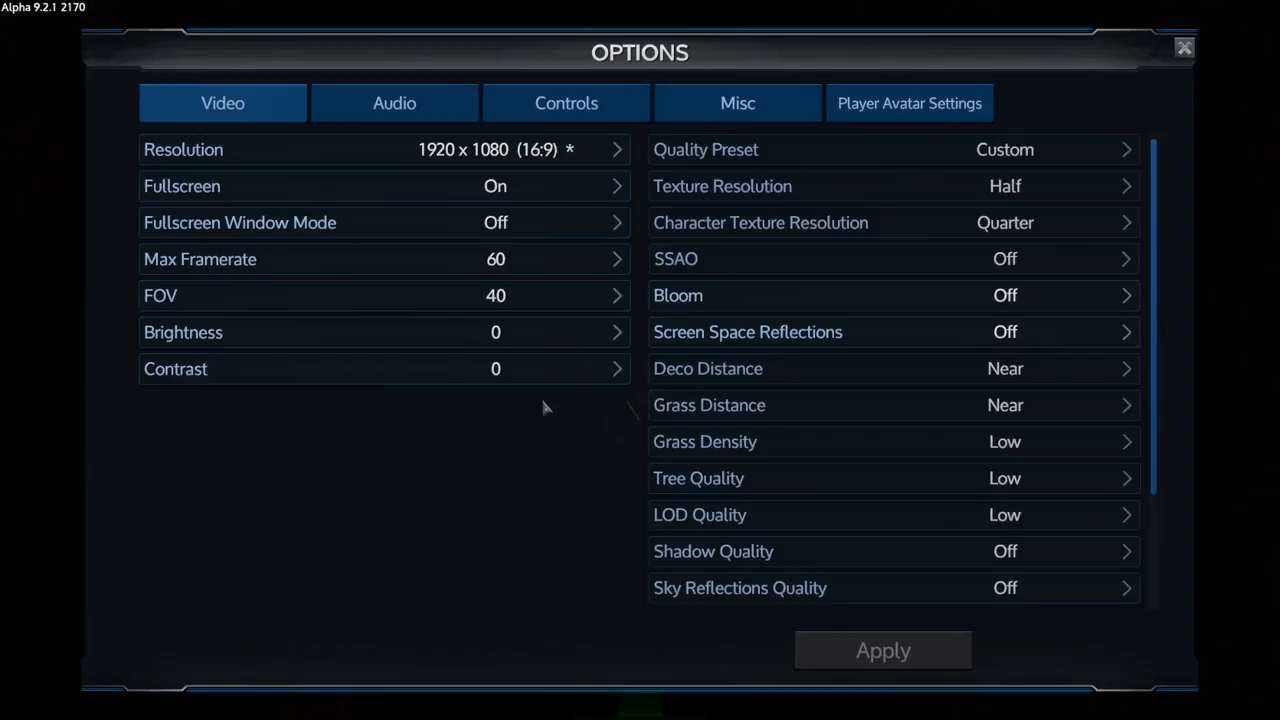 Alpha 9.2.1 2170
OPTIONS
Video
Audio
Controls
Misc
Player Avatar Settings
Resolution 1920 x 1080 (16:9) *
Fullscreen On
Fullscreen Window Mode Off
Max Framerate 60
FOV 40
Brightness 0
Contrast 0
Quality Preset Custom
Texture Resolution Half
Character Texture Resolution Quarter
SSAO Off
Bloom Off
Screen Space Reflections Off
Deco Distance Near
Grass Distance Near
Grass Density Low
Tree Quality Low
LOD Quality Low
Shadow Quality Off
Sky Reflections Quality Off
Apply